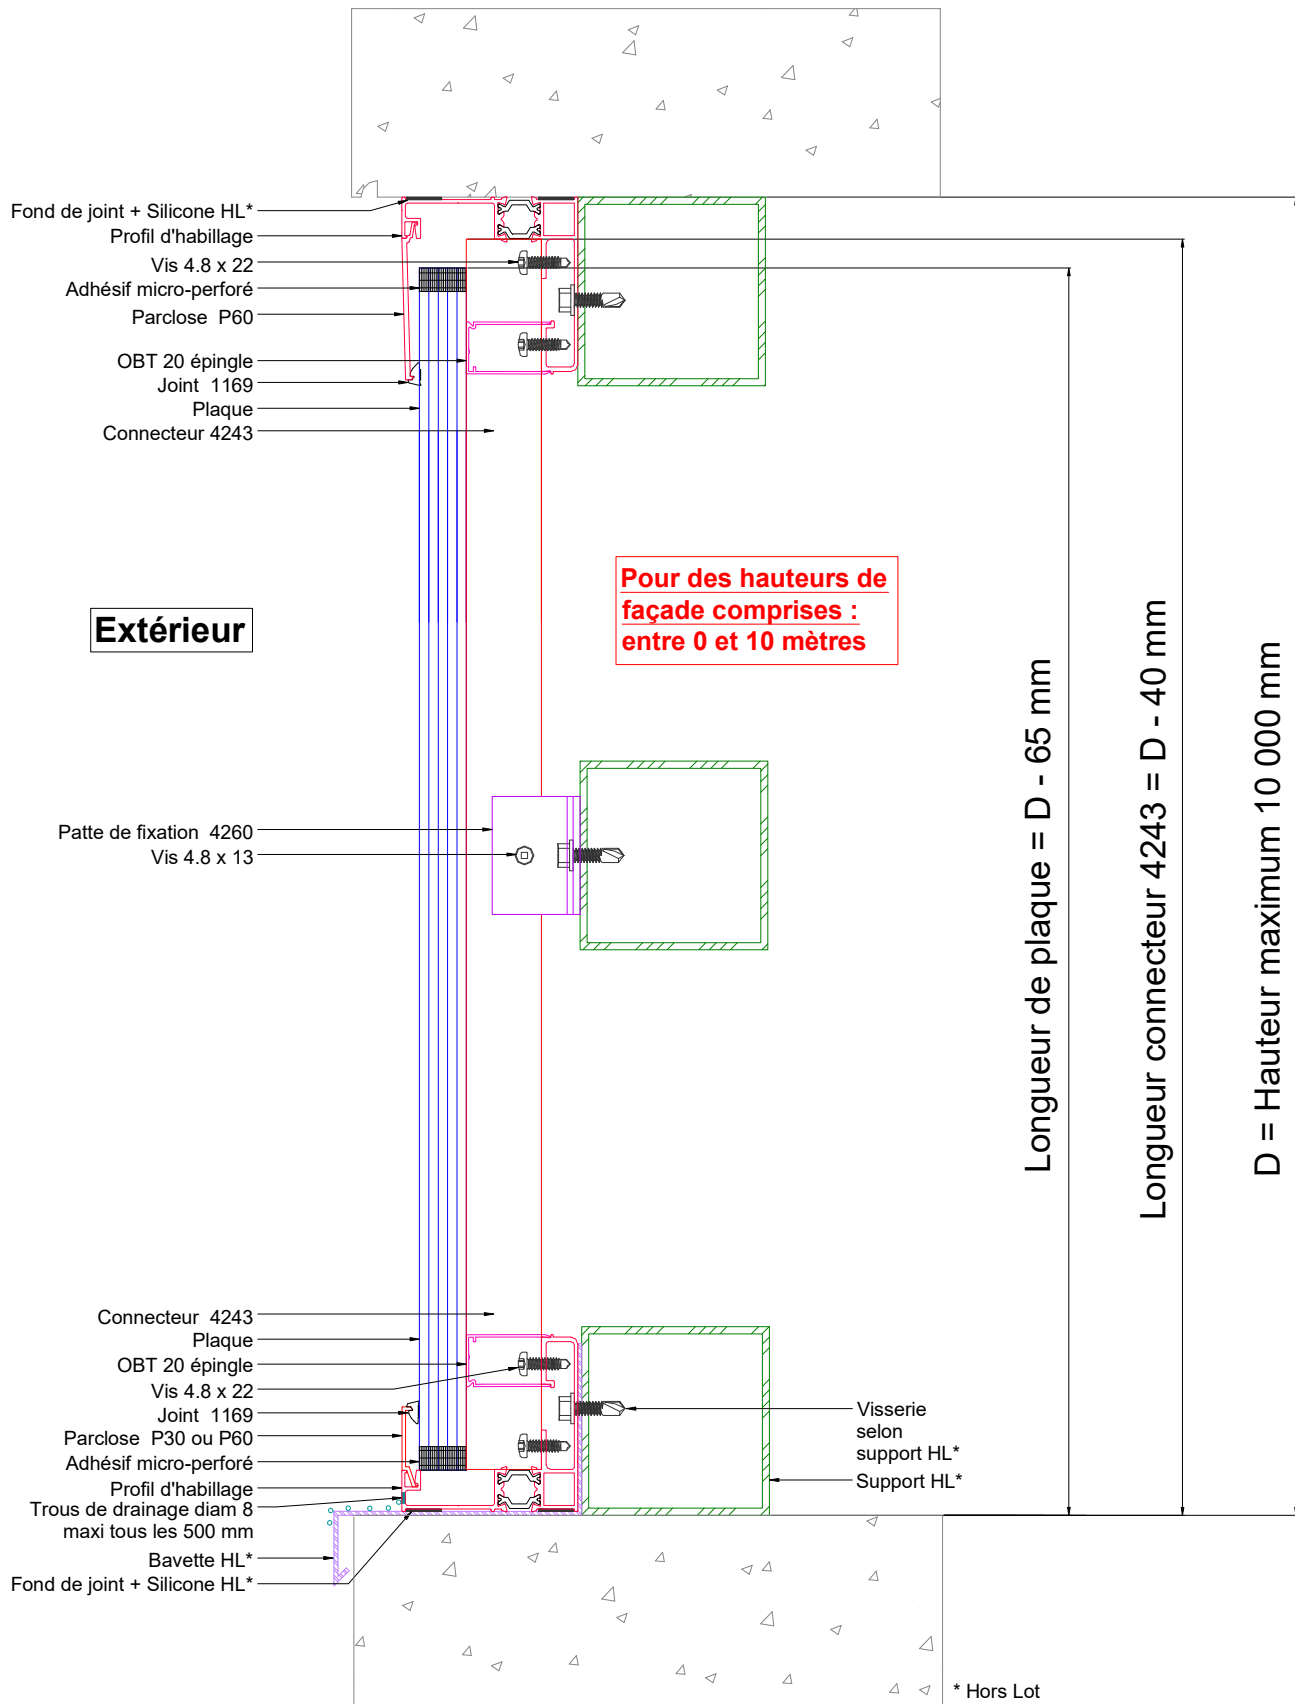 Fond de joint + Silicone HL*
Profil d'habillage
Vis 4.8 x 22
Adhésif micro-perforé
Parclose P60
OBT 20 épingle
Joint 1169
Plaque
Connecteur 4243
Extérieur
Pour des hauteurs de
façade comprises :
entre 0 et 10 mètres
Patte de fixation 4260
Vis 4.8 x 13
Longueur de plaque = D - 65 mm
Longueur connecteur 4243 = D - 40 mm
D = Hauteur maximum 10 000 mm
Connecteur 4243
Plaque
OBT 20 épingle
Vis 4.8 x 22
Joint 1169
Parclose P30 ou P60
Adhésif micro-perforé
Profil d'habillage
Trous de drainage diam 8
maxi tous les 500 mm
Bavette HL*
Fond de joint + Silicone HL*
Visserie
selon
support HL*
Support HL*
* Hors Lot